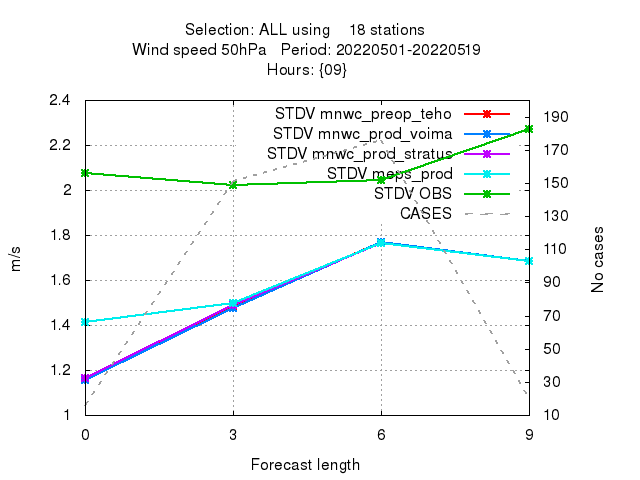 Selection: ALL using 18 stations
Wind speed 50hPa Period: 20220501-20220519
Hours: {09}
2.4
2.2
2
1.8
1.6
1.4
1.2
1
m/s
STDV mnwc_preop_teho
STDV mnwc_prod_voima
STDV mnwc_prod_stratus
STDV meps_prod
STDV OBS
CASES
190
170
150
130
110
90
70
50
30
10
No cases
0 3 6 9
Forecast length